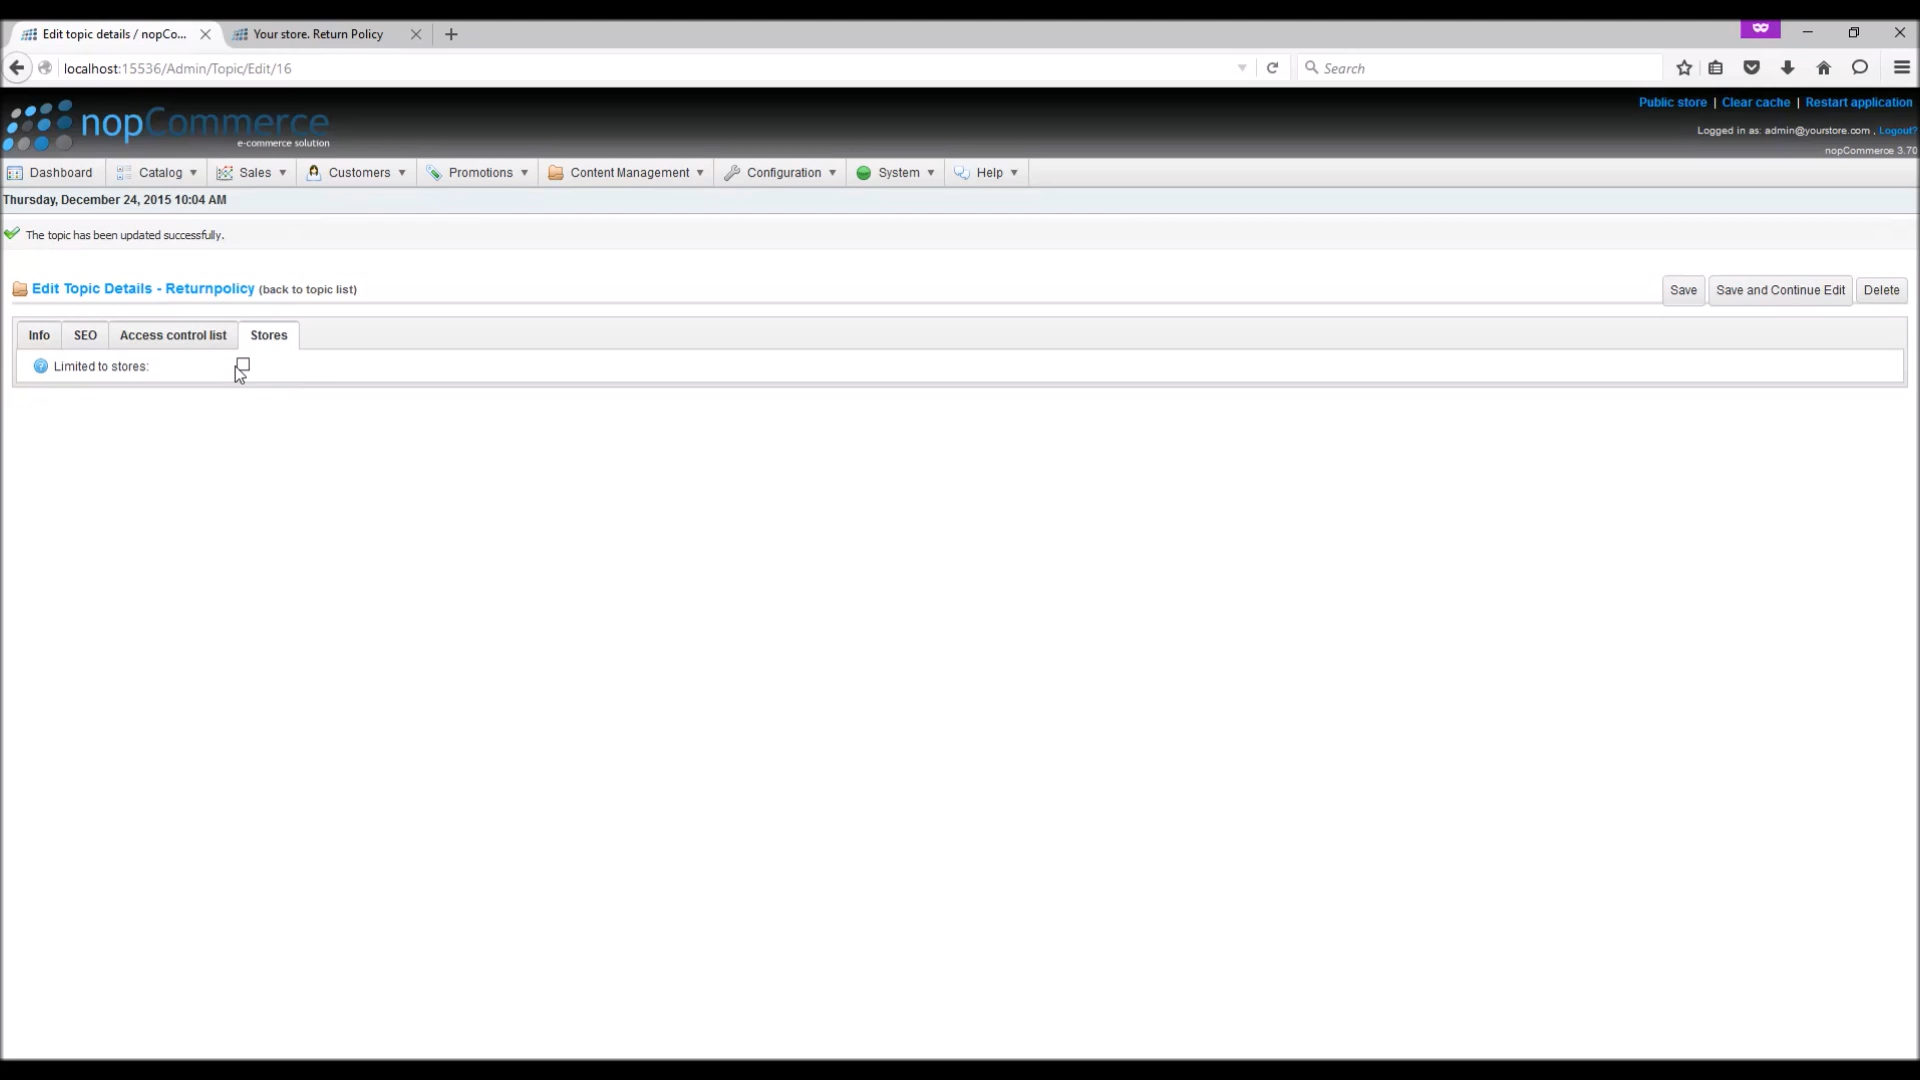 Edit topic details / nopCo...
Your store. Return Policy
localhost:15536/Admin/Topic/Edit/16
Search
nopCommerce
e-commerce solution
Public store | Clear cache | Restart application
Logged in as: admin@yourstore.com , Logout?
nopCommerce 3.70
Dashboard Catalog Sales Customers Promotions Content Management Configuration System Help
Thursday, December 24, 2015 10:04 AM
The topic has been updated successfully.
Edit Topic Details - Returnpolicy (back to topic list)
Save Save and Continue Edit Delete
Info SEO Access control list Stores
Limited to stores: